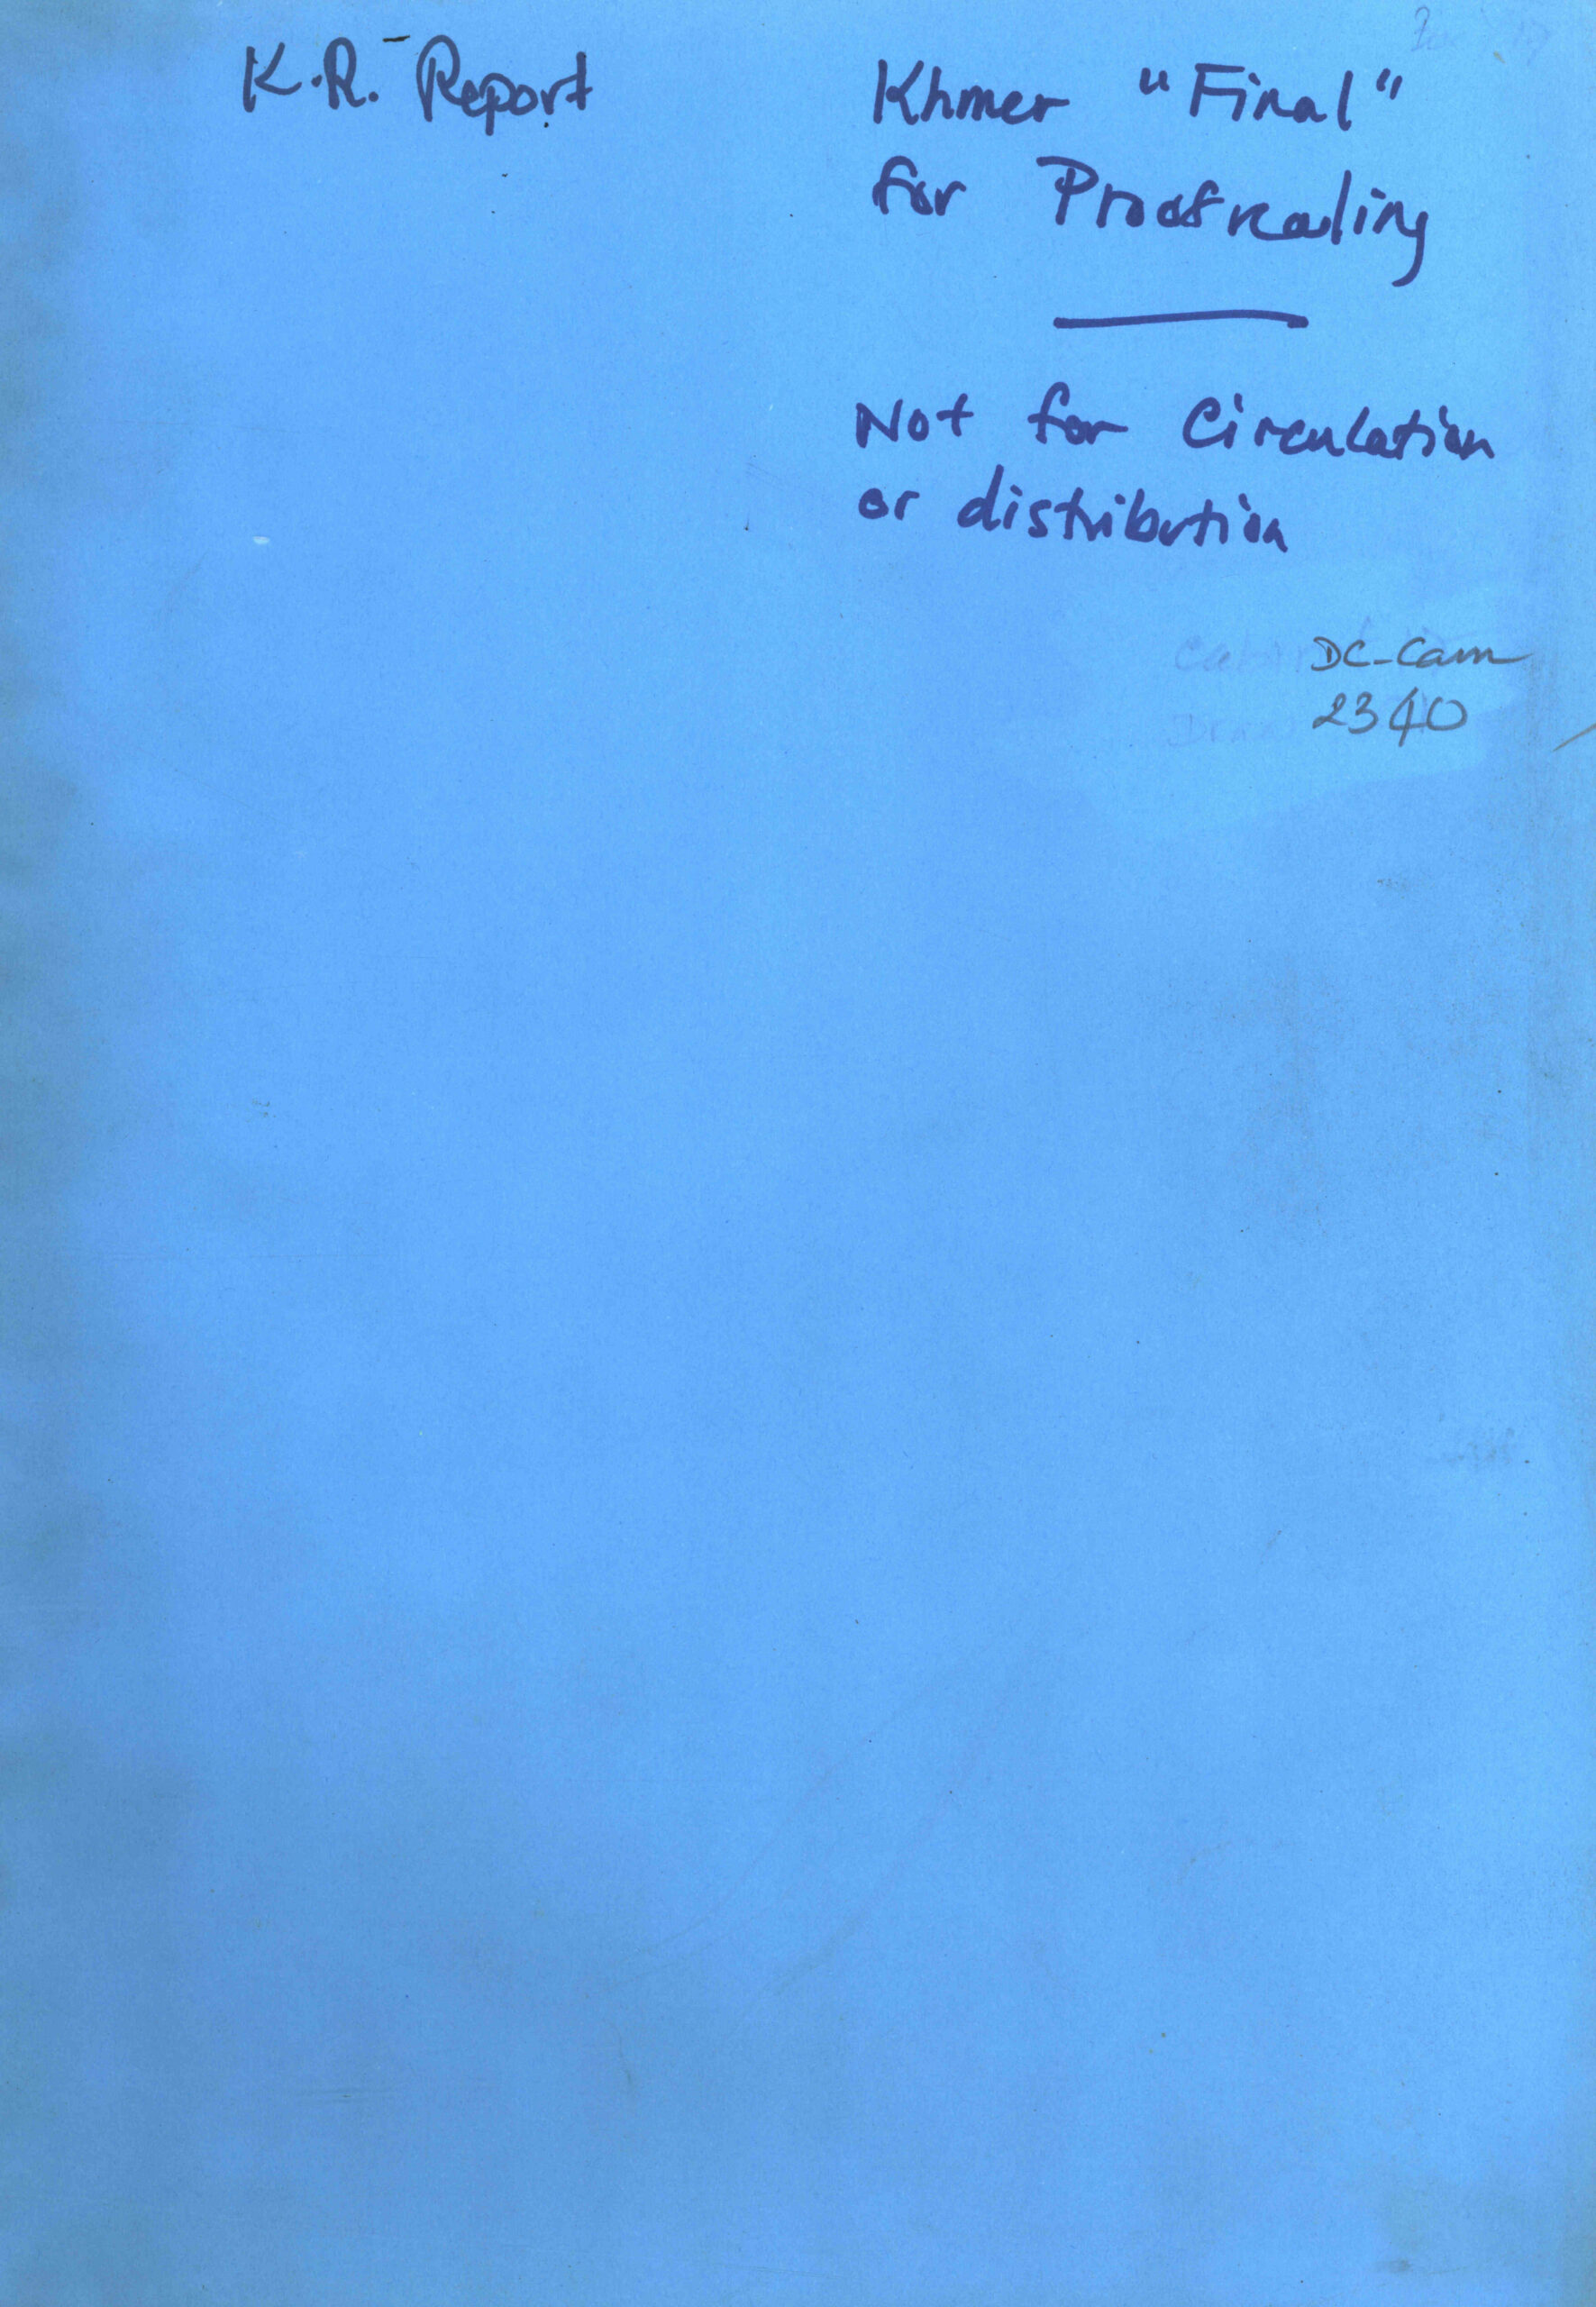 K.R. Report
Khmer "Final"
for Proofreading
Not for Circulation
or distribution
DC-Cam
2340